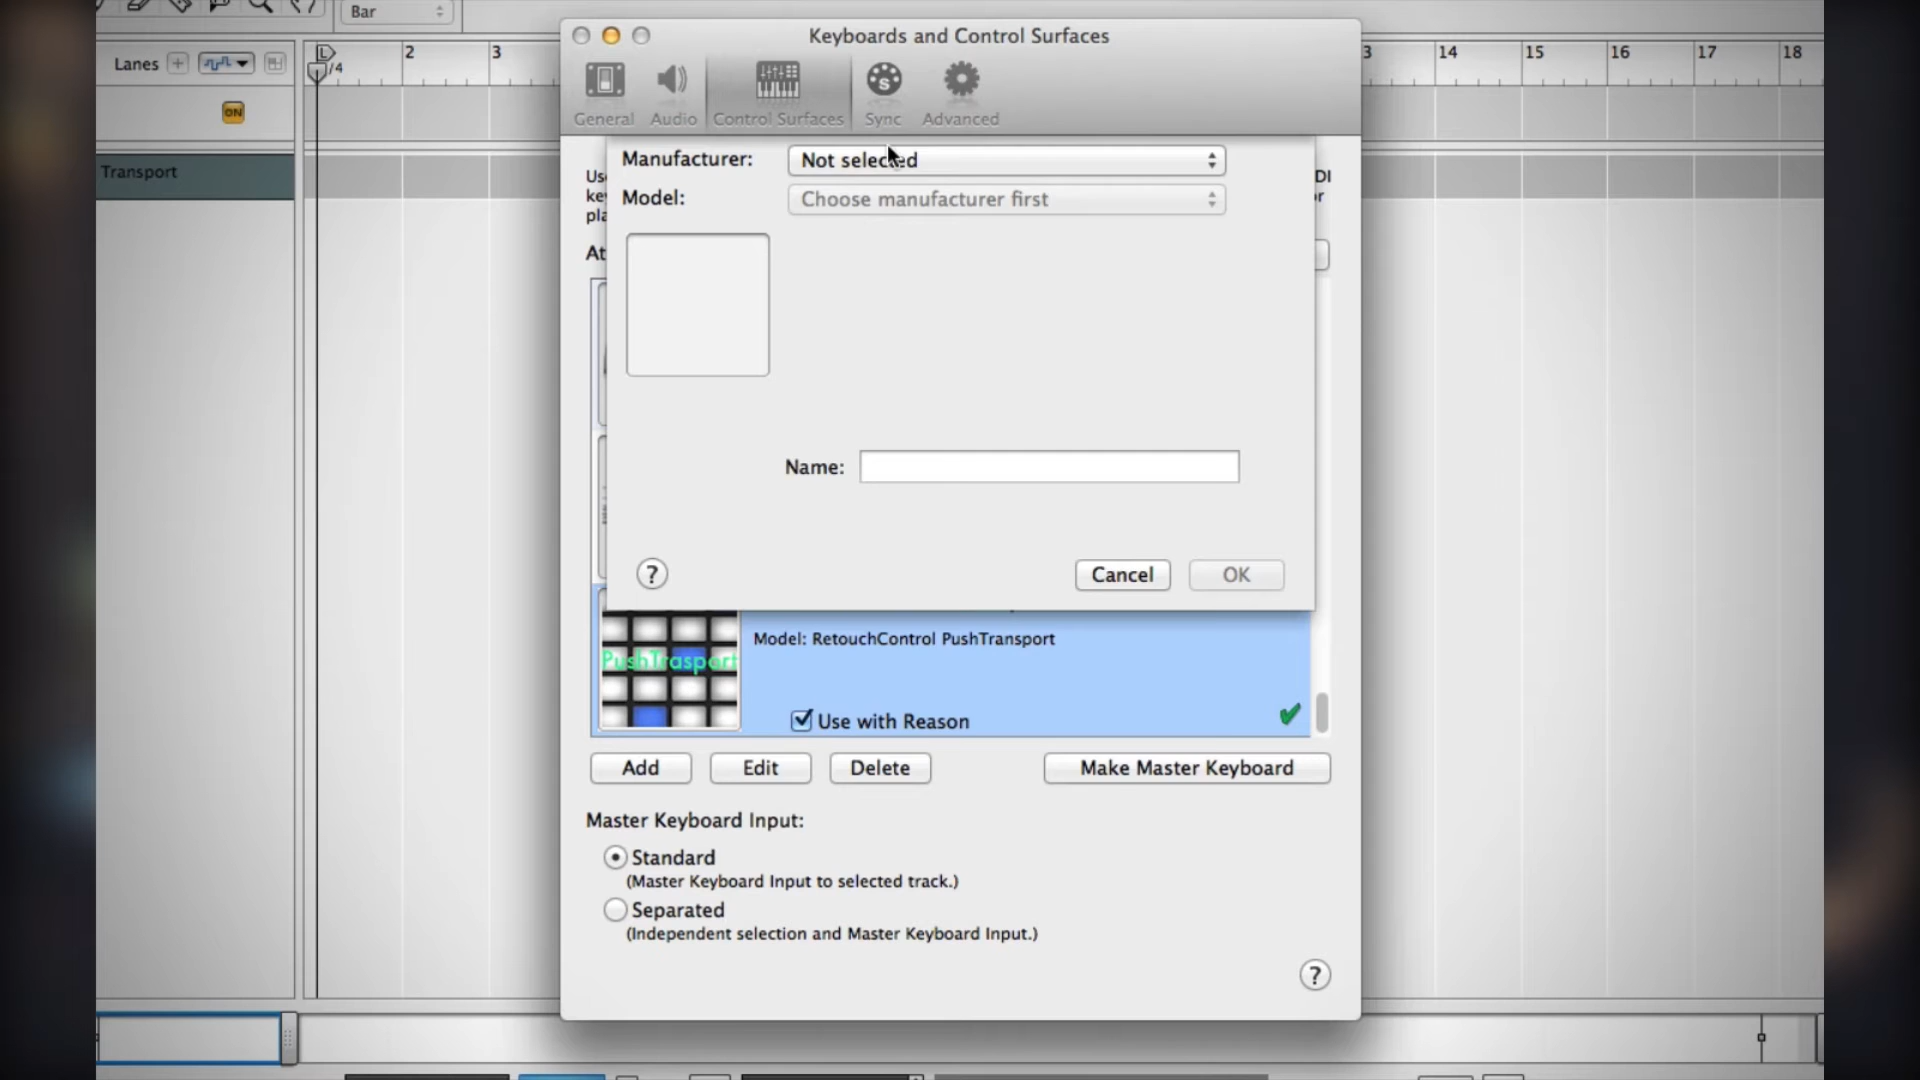 Bar
Keyboards and Control Surfaces
Lanes
L
/4
2
3
3
14
15
16
17
18
General
Audio
Control Surfaces
Sync
Advanced
ON
Transport
Manufacturer:
Not selected
Model:
Choose manufacturer first
Name:
?
Cancel
OK
PushTrasport
Model: RetouchControl PushTransport
Use with Reason
Add
Edit
Delete
Make Master Keyboard
Master Keyboard Input:
Standard
(Master Keyboard Input to selected track.)
Separated
(Independent selection and Master Keyboard Input.)
?